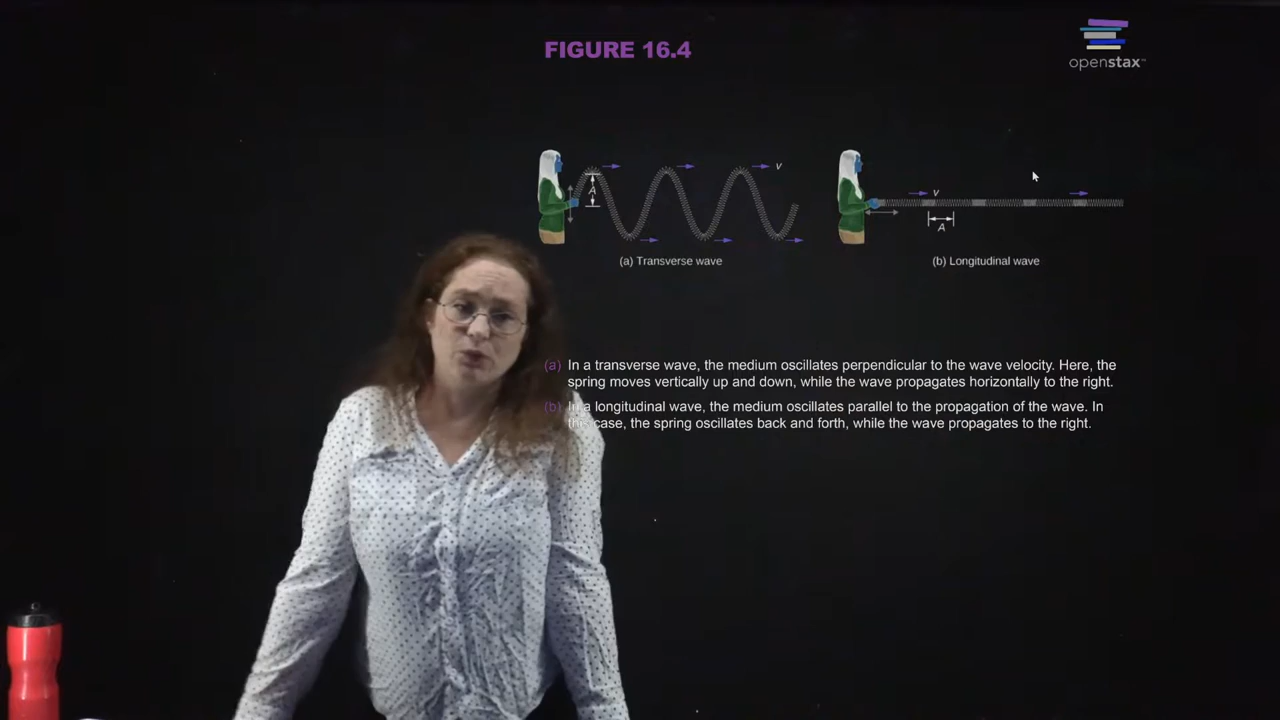 FIGURE 16.4
openstax™
v
A
(a) Transverse wave
v
A
(b) Longitudinal wave
(a) In a transverse wave, the medium oscillates perpendicular to the wave velocity. Here, the
spring moves vertically up and down, while the wave propagates horizontally to the right.
(b) In a longitudinal wave, the medium oscillates parallel to the propagation of the wave. In
this case, the spring oscillates back and forth, while the wave propagates to the right.